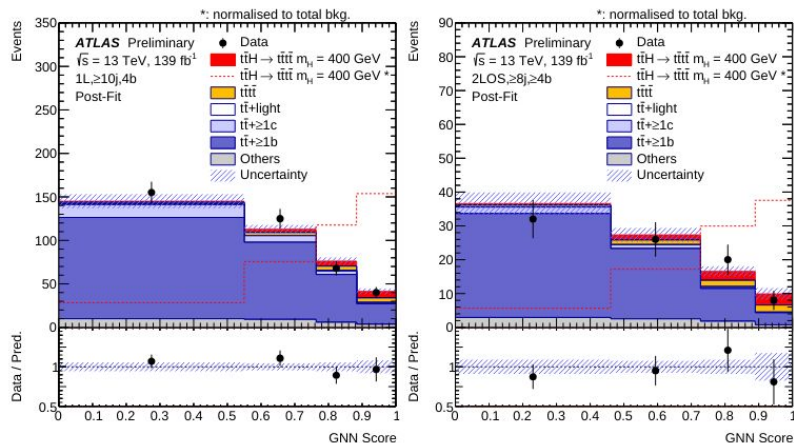 *: normalised to total bkg.
Events
350
300
250
200
150
100
50
0
ATLAS Preliminary
√s = 13 TeV, 139 fb⁻¹
1L,≥10j,4b
Post-Fit
Data
tt̄H → tt̄tt̄ m_H = 400 GeV
tt̄H → tt̄tt̄ m_H = 400 GeV *
tt̄tt̄
tt̄+light
tt̄+≥1c
tt̄+≥1b
Others
Uncertainty
Data / Pred.
1
0.5
0 0.1 0.2 0.3 0.4 0.5 0.6 0.7 0.8 0.9 1
GNN Score
*: normalised to total bkg.
Events
90
80
70
60
50
40
30
20
10
0
ATLAS Preliminary
√s = 13 TeV, 139 fb⁻¹
2LOS,≥8j,≥4b
Post-Fit
Data
tt̄H → tt̄tt̄ m_H = 400 GeV
tt̄H → tt̄tt̄ m_H = 400 GeV *
tt̄tt̄
tt̄+light
tt̄+≥1c
tt̄+≥1b
Others
Uncertainty
Data / Pred.
1
0.5
0 0.1 0.2 0.3 0.4 0.5 0.6 0.7 0.8 0.9 1
GNN Score